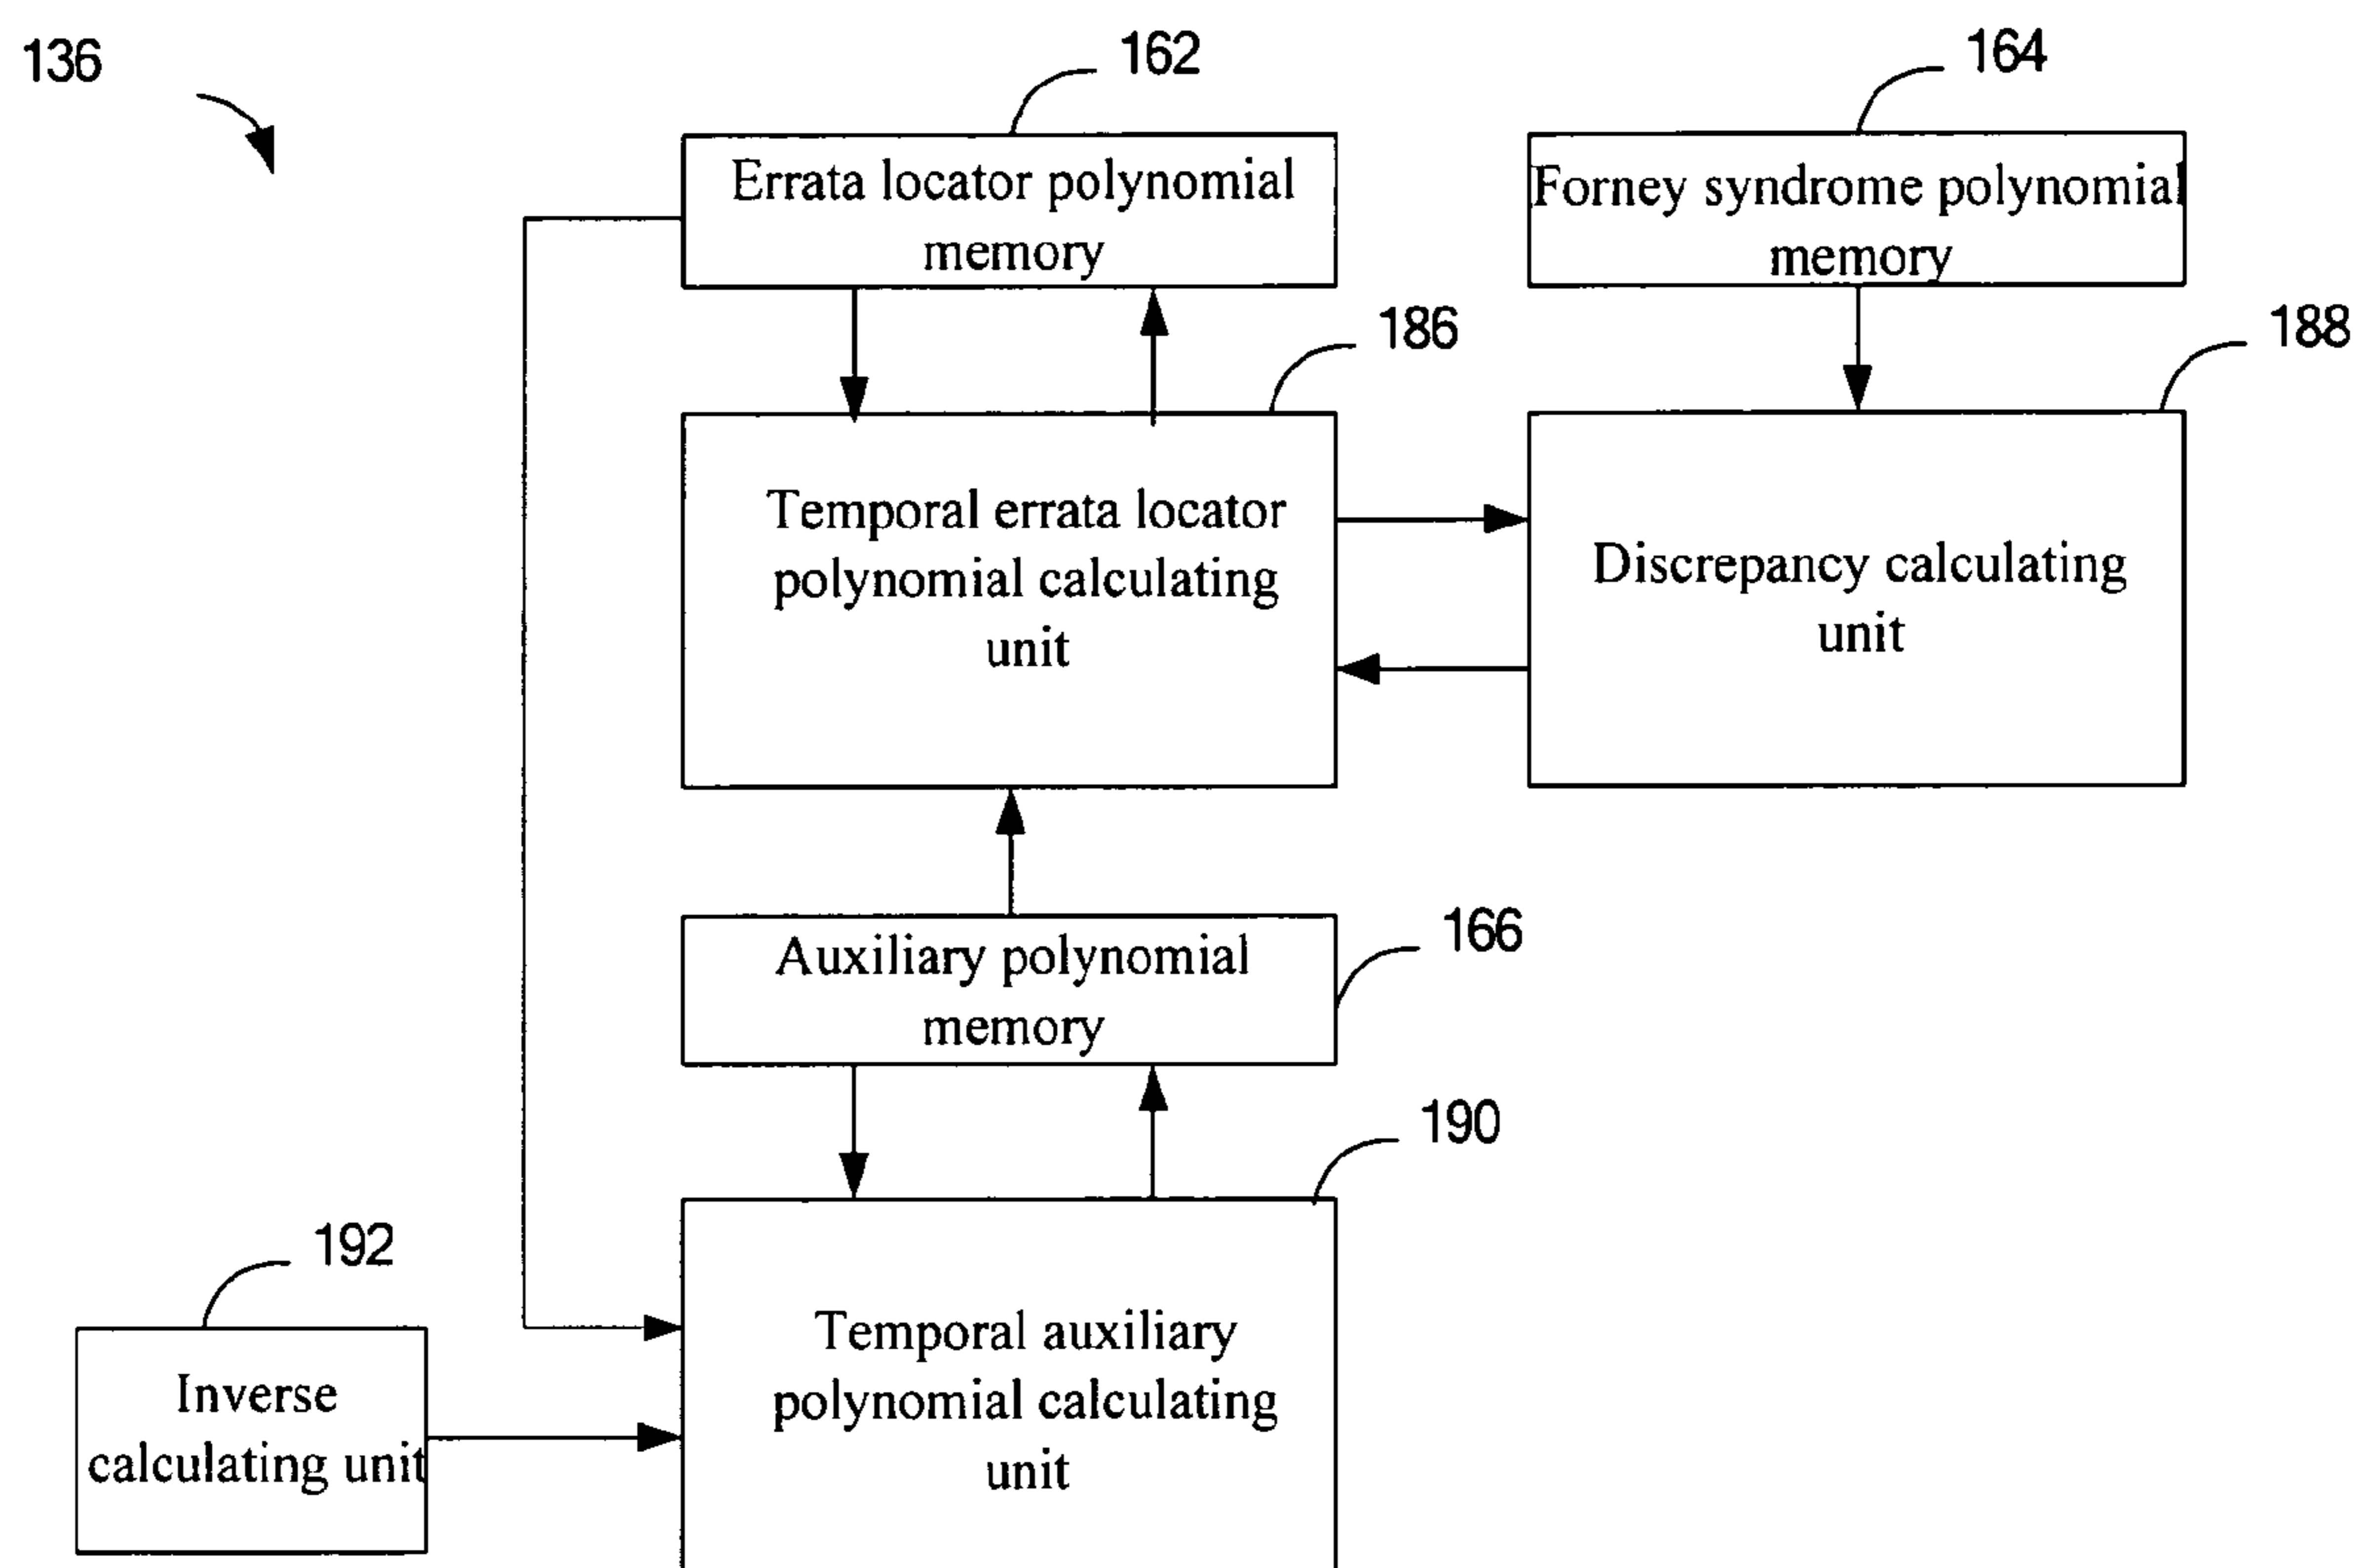 136
162
164
Errata locator polynomial
memory
Forney syndrome polynomial
memory
186
188
Temporal errata locator
polynomial calculating
unit
Discrepancy calculating
unit
166
Auxiliary polynomial
memory
190
192
Temporal auxiliary
polynomial calculating
unit
Inverse
calculating unit